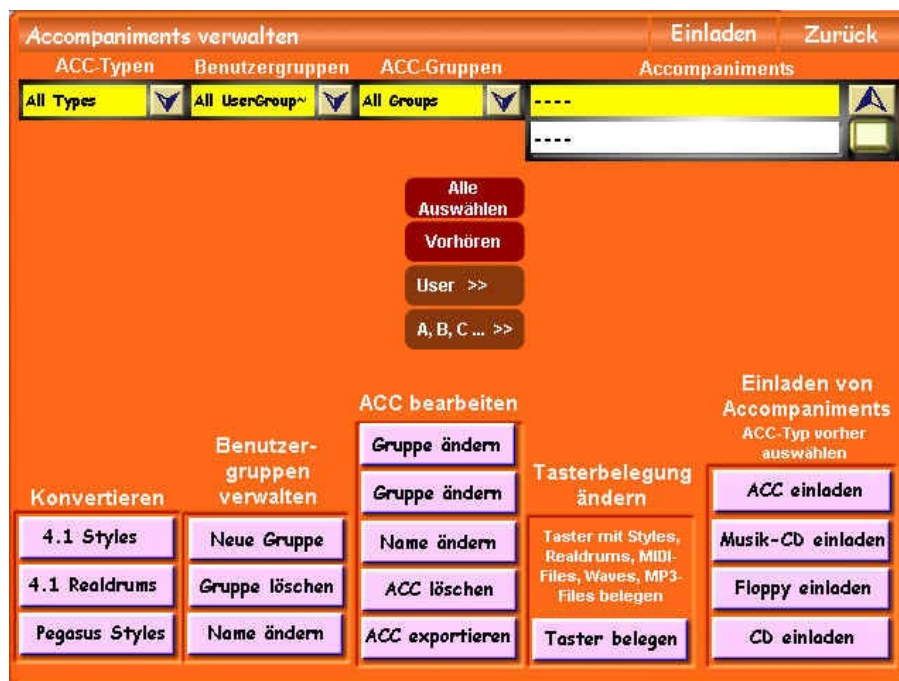 Accompaniments verwalten
Einladen
Zurück
ACC-Typen
Benutzergruppen
ACC-Gruppen
Accompaniments
All Types
All UserGroup~
All Groups
----
----
Alle
Auswählen
Vorhören
User >>
A, B, C ... >>
Konvertieren
4.1 Styles
4.1 Realdrums
Pegasus Styles
Benutzer-
gruppen
verwalten
Neue Gruppe
Gruppe löschen
Name ändern
ACC bearbeiten
Gruppe ändern
Gruppe ändern
Name ändern
ACC löschen
ACC exportieren
Tasterbelegung
ändern
Taster mit Styles,
Realdrums, MIDI-
Files, Waves, MP3-
Files belegen
Taster belegen
Einladen von
Accompaniments
ACC-Typ vorher
auswählen
ACC einladen
Musik-CD einladen
Floppy einladen
CD einladen